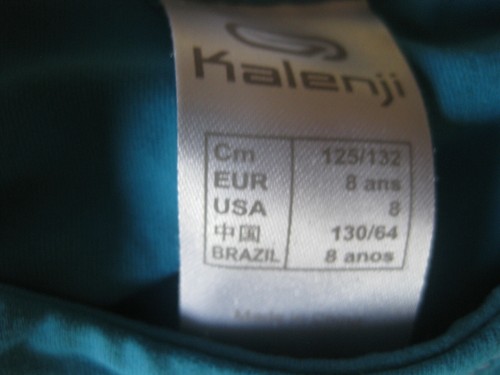 Kalenji
Cm 125/132
EUR 8 ans
USA 8
中国 130/64
BRAZIL 8 anos